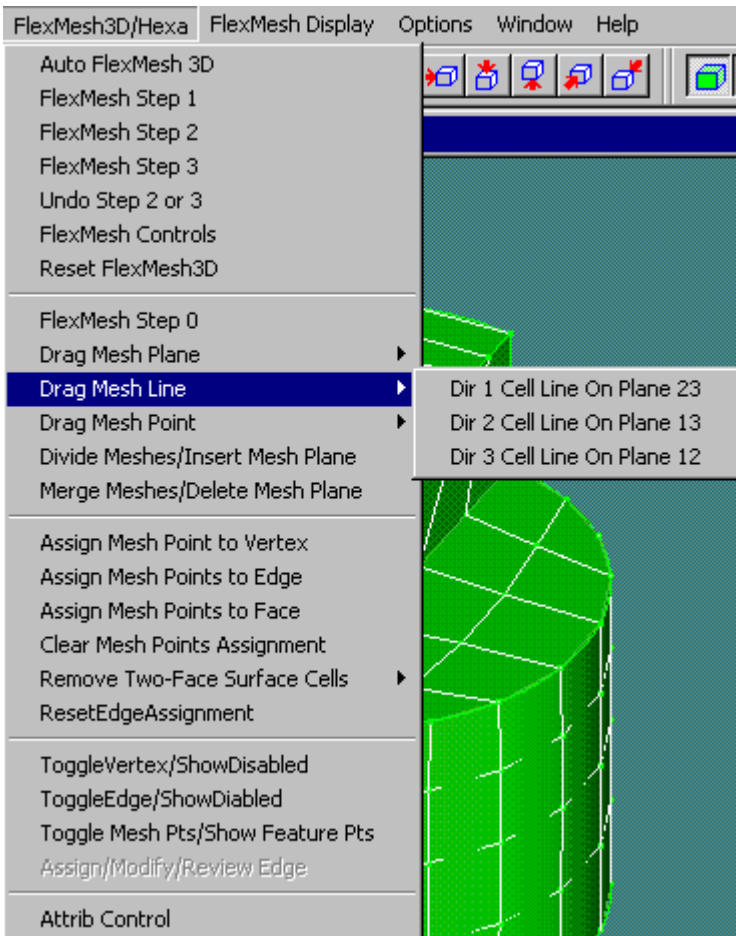 FlexMesh3D/Hexa FlexMesh Display Options Window Help
Auto FlexMesh 3D
FlexMesh Step 1
FlexMesh Step 2
FlexMesh Step 3
Undo Step 2 or 3
FlexMesh Controls
Reset FlexMesh3D
FlexMesh Step 0
Drag Mesh Plane
Drag Mesh Line
Dir 1 Cell Line On Plane 23
Dir 2 Cell Line On Plane 13
Dir 3 Cell Line On Plane 12
Drag Mesh Point
Divide Meshes/Insert Mesh Plane
Merge Meshes/Delete Mesh Plane
Assign Mesh Point to Vertex
Assign Mesh Points to Edge
Assign Mesh Points to Face
Clear Mesh Points Assignment
Remove Two-Face Surface Cells
ResetEdgeAssignment
ToggleVertex/ShowDisabled
ToggleEdge/ShowDiabled
Toggle Mesh Pts/Show Feature Pts
Assign/Modify/Review Edge
Attrib Control